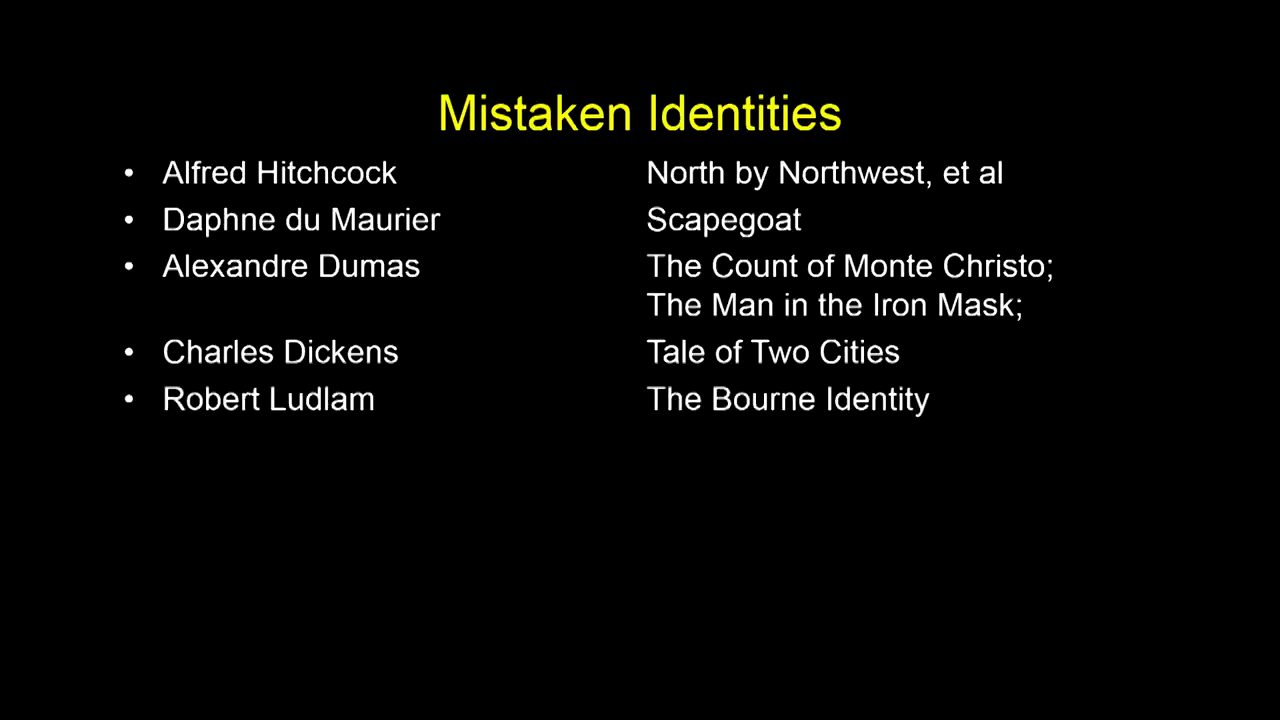 Mistaken Identities
• Alfred Hitchcock North by Northwest, et al
• Daphne du Maurier Scapegoat
• Alexandre Dumas The Count of Monte Christo;
The Man in the Iron Mask;
• Charles Dickens Tale of Two Cities
• Robert Ludlam The Bourne Identity